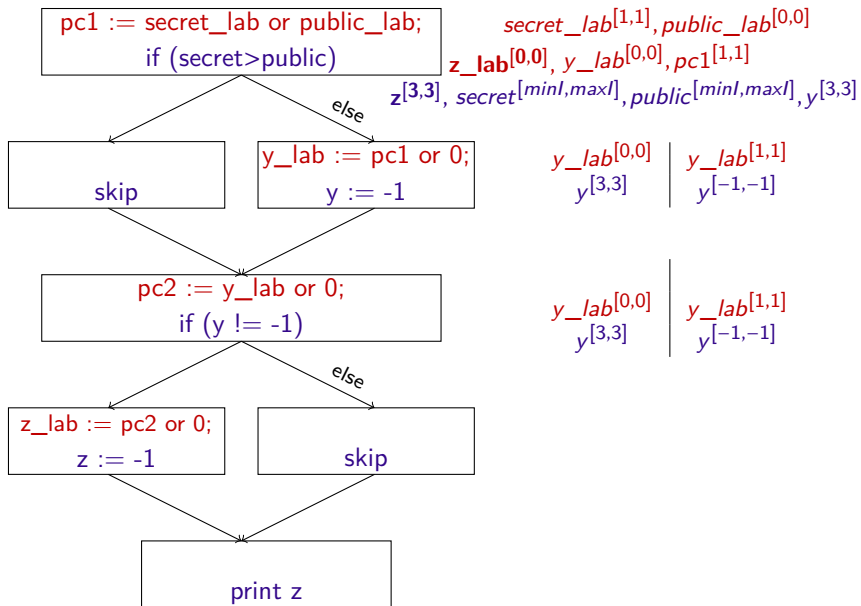 pc1 := secret_lab or public_lab;
if (secret>public)
secret_lab[1,1], public_lab[0,0]
z_lab[0,0], y_lab[0,0], pc1[1,1]
z[3,3], secret[minI,maxI], public[minI,maxI], y[3,3]
else
skip
y_lab := pc1 or 0;
y := -1
y_lab[0,0] y_lab[1,1]
y[3,3] y[-1,-1]
pc2 := y_lab or 0;
if (y != -1)
y_lab[0,0] y_lab[1,1]
y[3,3] y[-1,-1]
else
z_lab := pc2 or 0;
z := -1
skip
print z